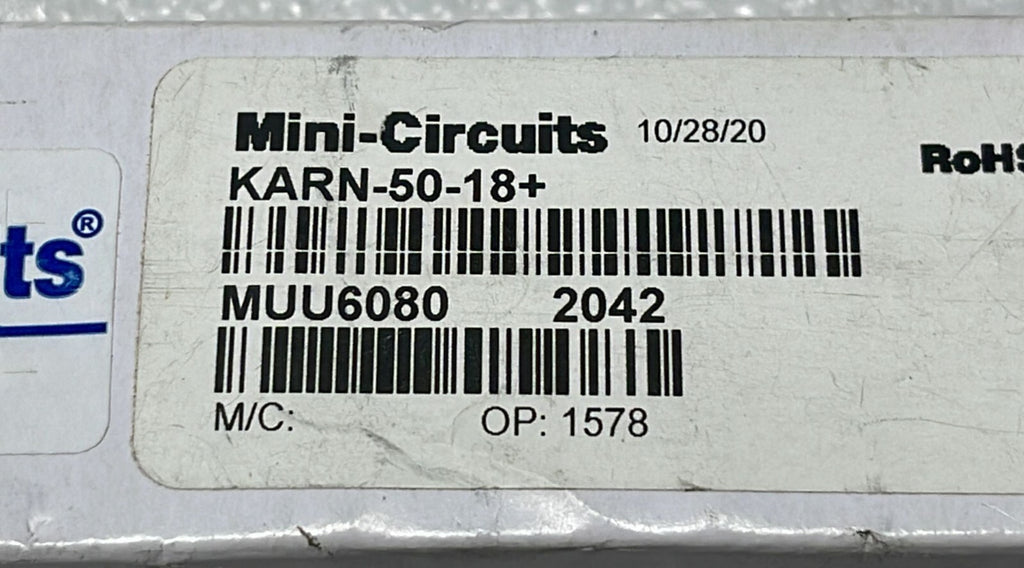 Mini-Circuits 10/28/20
RoHS
KARN-50-18+
ts®
MUU6080 2042
M/C: OP: 1578